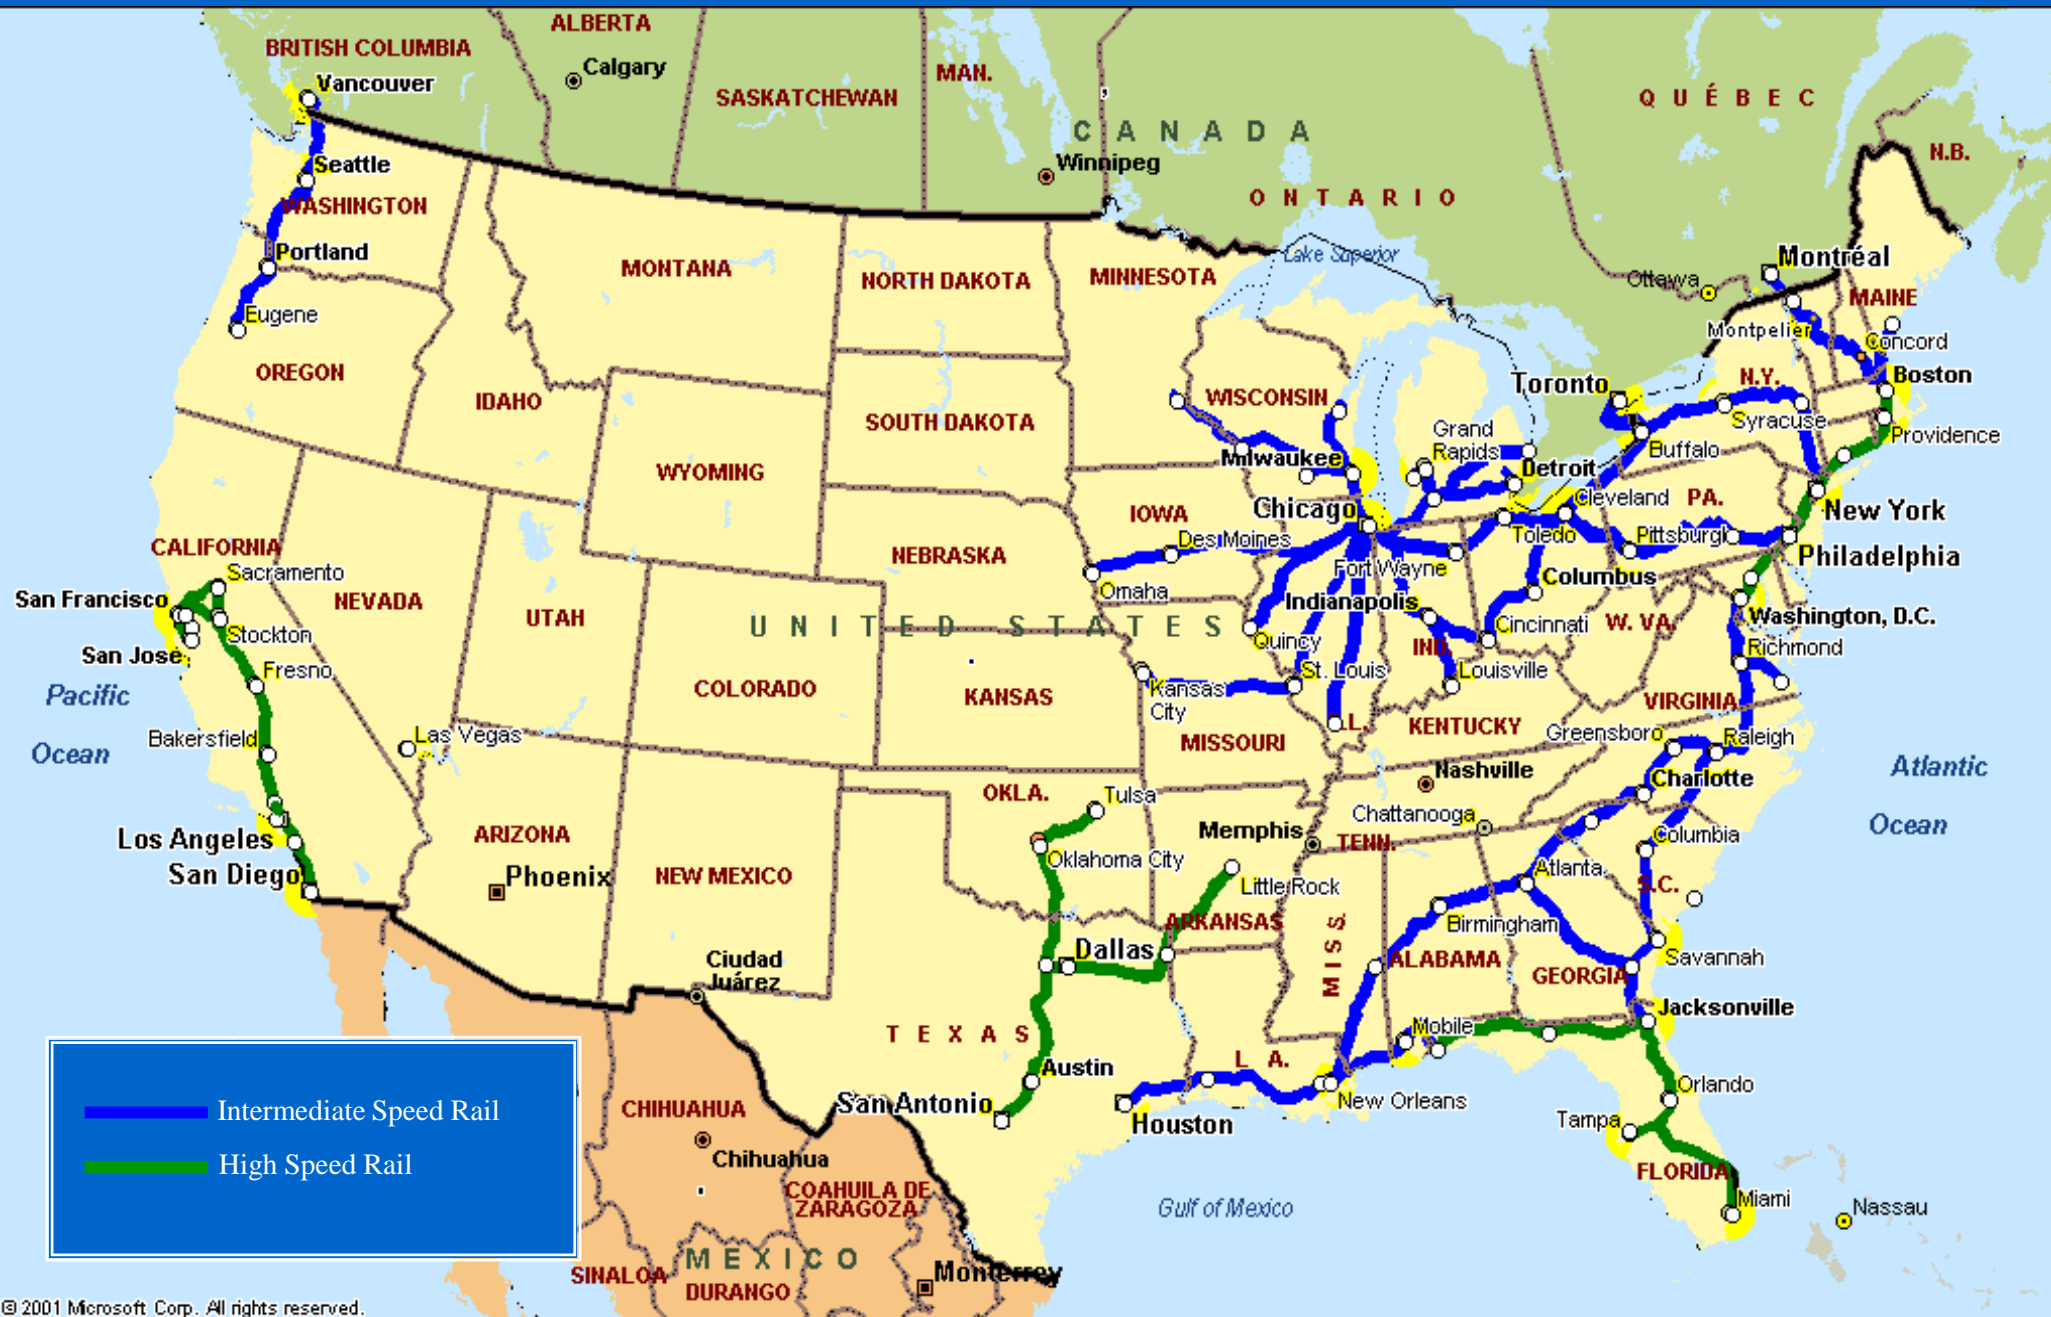 ALBERTA
BRITISH COLUMBIA
Calgary
MAN.
Vancouver
SASKATCHEWAN
QUÉBEC
CANADA
N.B.
Winnipeg
Seattle
ONTARIO
WASHINGTON
Portland
Lake Superior
Montréal
MONTANA
NORTH DAKOTA
MINNESOTA
Ottawa
MAINE
Eugene
Montpelier
Concord
OREGON
Boston
IDAHO
WISCONSIN
Toronto
N.Y.
SOUTH DAKOTA
Syracuse
Grand
Rapids
Providence
Buffalo
WYOMING
Milwaukee
Detroit
Cleveland
PA.
Chicago
IOWA
New York
CALIFORNIA
NEBRASKA
Des Moines
Toledo
Pittsburgh
Philadelphia
Sacramento
Fort Wayne
Columbus
Omaha
San Francisco
NEVADA
UTAH
Indianapolis
Washington, D.C.
UNITED STATES
Cincinnati
W. VA.
Stockton
Quincy
IND.
Richmond
San Jose
Fresno
St. Louis
Louisville
Pacific
Ocean
COLORADO
KANSAS
Kansas
City
VIRGINIA
IL.
KENTUCKY
Bakersfield
Las Vegas
MISSOURI
Greensboro
Raleigh
Atlantic
Ocean
Nashville
Charlotte
OKLA.
Tulsa
Chattanooga
Los Angeles
ARIZONA
Memphis
TENN.
Columbia
San Diego
Phoenix
NEW MEXICO
Oklahoma City
Little Rock
Atlanta
S.C.
ARKANSAS
Birmingham
MISS.
Ciudad
Juárez
Dallas
ALABAMA
Savannah
GEORGIA
Jacksonville
TEXAS
Mobile
L A.
Austin
Orlando
San Antonio
New Orleans
Houston
Tampa
CHIHUAHUA
Chihuahua
FLORIDA
Miami
COAHUILA DE
ZARAGOZA
Gulf of Mexico
Nassau
MEXICO
SINALOA
DURANGO
Monterrey
Intermediate Speed Rail
High Speed Rail
© 2001 Microsoft Corp. All rights reserved.